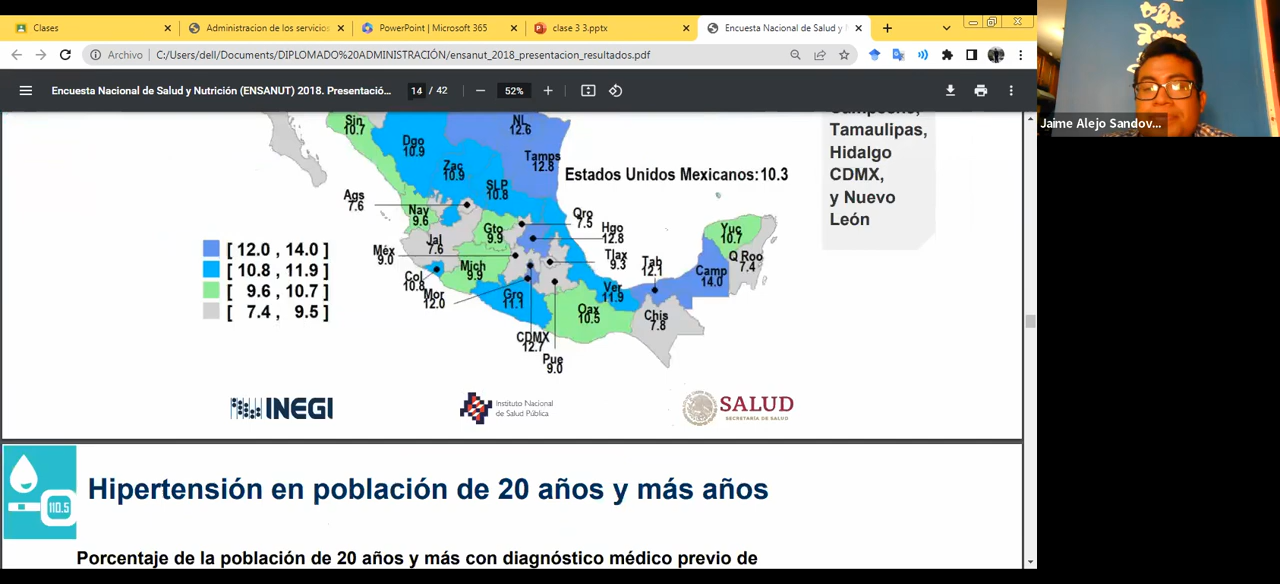 Clases
Administracion de los servicios
PowerPoint | Microsoft 365
clase 3 3.pptx
Encuesta Nacional de Salud y
Archivo
C:/Users/dell/Documents/DIPLOMADO%20ADMINISTRACIÓN/ensanut_2018_presentacion_resultados.pdf
Encuesta Nacional de Salud y Nutrición (ENSANUT) 2018. Presentació...
14 / 42
52%
Jaime Alejo Sandov...
Tamaulipas,
Hidalgo
CDMX,
y Nuevo
León
Estados Unidos Mexicanos: 10.3
Sin
10.7
Dgo
10.9
NL
12.6
Zac
10.9
Tamps
12.8
SLP
10.8
Ags
7.6
Nay
9.6
Gto
9.9
Qro
7.5
Hgo
12.8
Jal
7.6
Méx
9.0
Tlax
9.3
Mich
9.9
Col
10.8
Mor
12.0
Gro
11.1
CDMX
12.7
Pue
9.0
Oax
10.5
Ver
11.9
Tab
12.1
Chis
7.8
Camp
14.0
Yuc
10.7
Q Roo
7.4
[ 12.0 , 14.0 ]
[ 10.8 , 11.9 ]
[ 9.6 , 10.7 ]
[ 7.4 , 9.5 ]
INEGI
Instituto Nacional
de Salud Pública
SALUD
SECRETARÍA DE SALUD
110.5
Hipertensión en población de 20 años y más años
Porcentaje de la población de 20 años y más con diagnóstico médico previo de